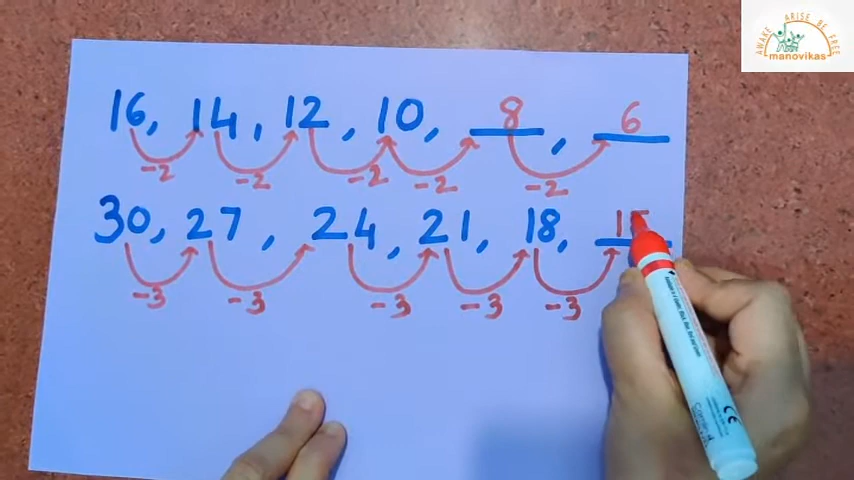 AWAKE ARISE BE FREE
manovikas
16, 14, 12, 10, 8, 6
-2 -2 -2 -2 -2
30, 27, 24, 21, 18, 15
-3 -3 -3 -3 -3